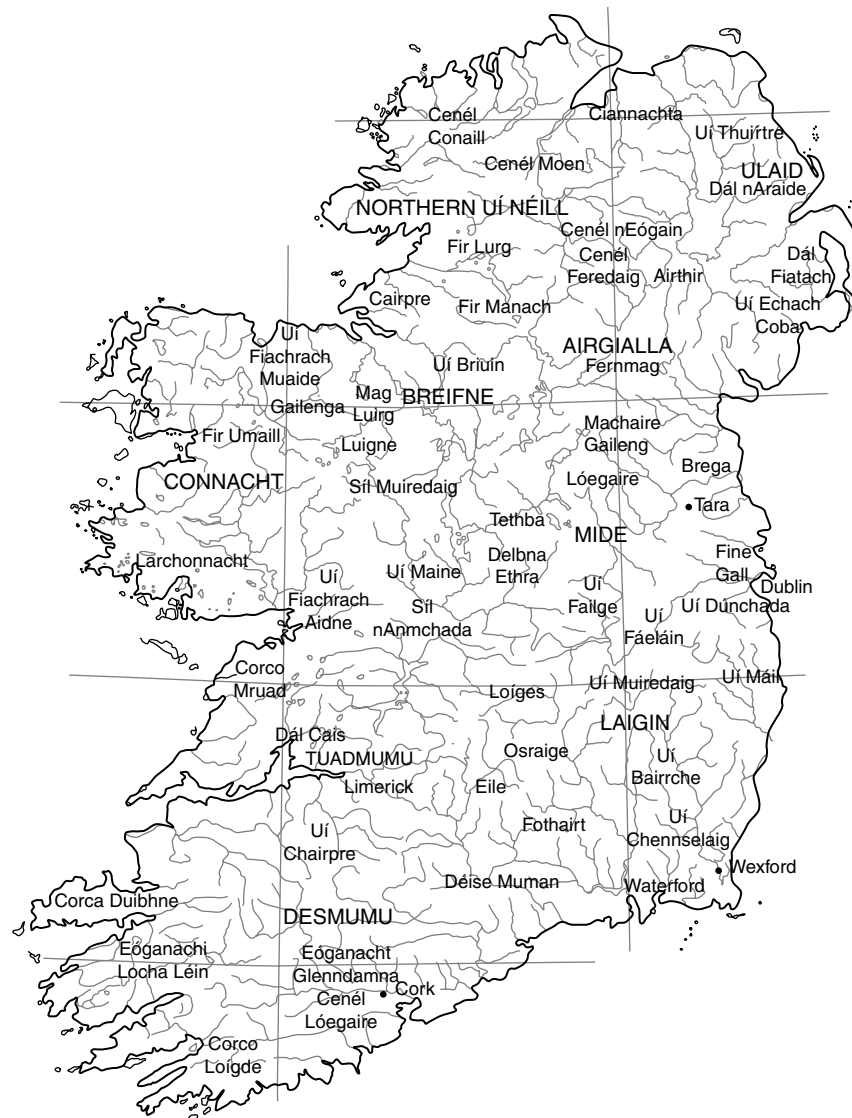 Cenél
Conaill
Ciannachta
Uí Thuirtre
Cenél Moen
ULAID
Dál nAraide
NORTHERN UÍ NÉILL
Cenél nEógain
Fir Lurg
Cenél
Feredaig
Airthir
Dál
Fiatach
Cairpre
Fir Manach
Uí Echach
Coba
Uí
Fiachrach
Muaide
Uí Briuin
AIRGIALLA
Fernmag
Mag
Luirg
BREIFNE
Gailenga
Fir Umaill
Luigne
Machaire
Gaileng
Brega
CONNACHT
Síl Muiredaig
Lóegaire
Tara
Tethba
MIDE
Larchonnacht
Delbna
Ethra
Fine
Gall
Uí
Fiachrach
Aidne
Uí Maine
Uí
Failge
Dublin
Síl
nAnmchada
Uí
Fáeláin
Uí Dúnchada
Corco
Mruad
Loíges
Uí Muiredaig
Uí Máil
LAIGIN
Dál Cais
TUADMUMU
Osraige
Uí
Bairrche
Limerick
Eile
Uí
Chairpre
Fothairt
Uí
Chennselaig
Wexford
Déise Muman
Waterford
Corca Duibhne
DESMUMU
Eóganachi
Locha Léin
Eóganacht
Glenndamna
Cork
Cenél
Lóegaire
Corco
Loígde